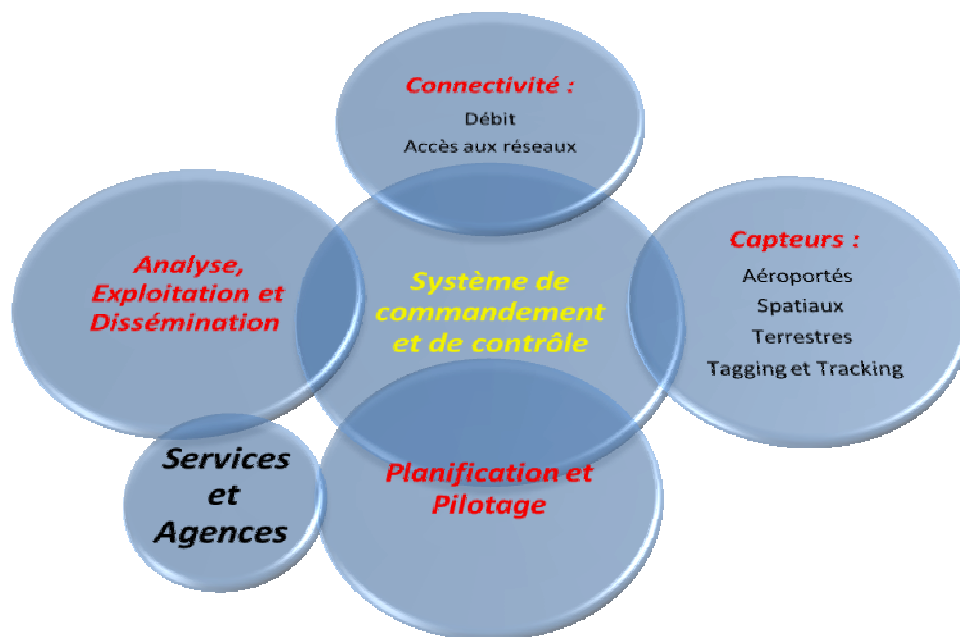 Connectivité :
Débit
Accès aux réseaux
Analyse,
Exploitation et
Dissémination
Système de
commandement
et de contrôle
Capteurs :
Aéroportés
Spatiaux
Terrestres
Tagging et Tracking
Services
et
Agences
Planification et
Pilotage